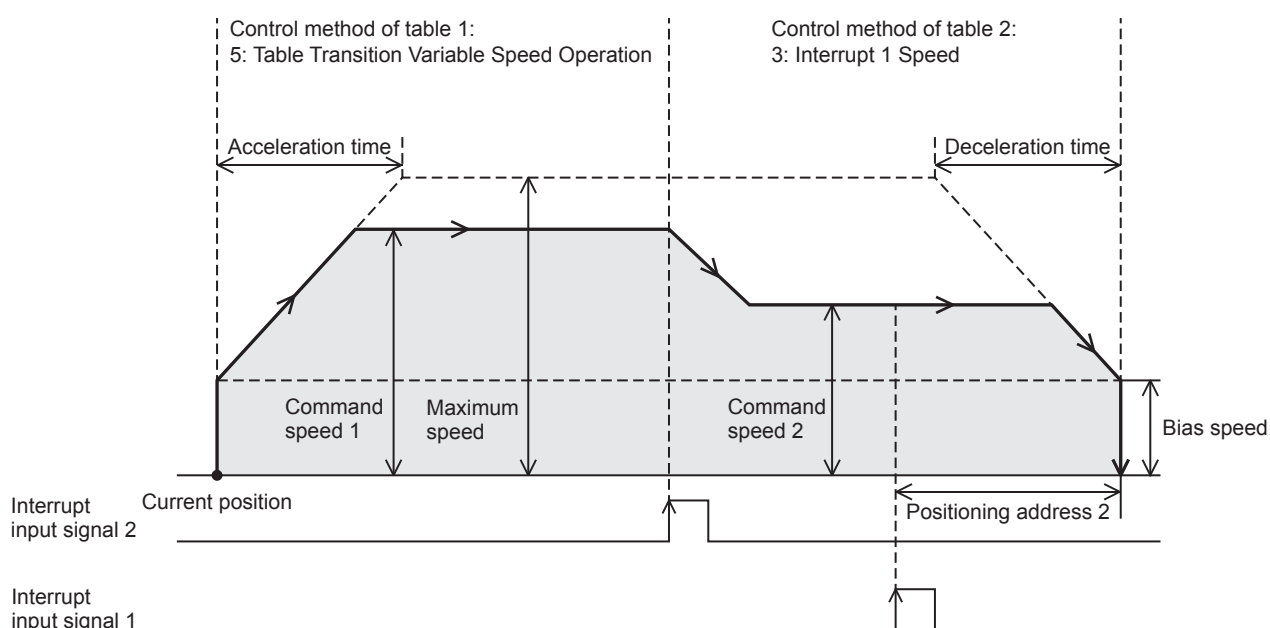 Control method of table 1:
5: Table Transition Variable Speed Operation
Control method of table 2:
3: Interrupt 1 Speed
Acceleration time
Deceleration time
Command
speed 1
Maximum
speed
Command
speed 2
Bias speed
Current position
Positioning address 2
Interrupt
input signal 2
Interrupt
input signal 1